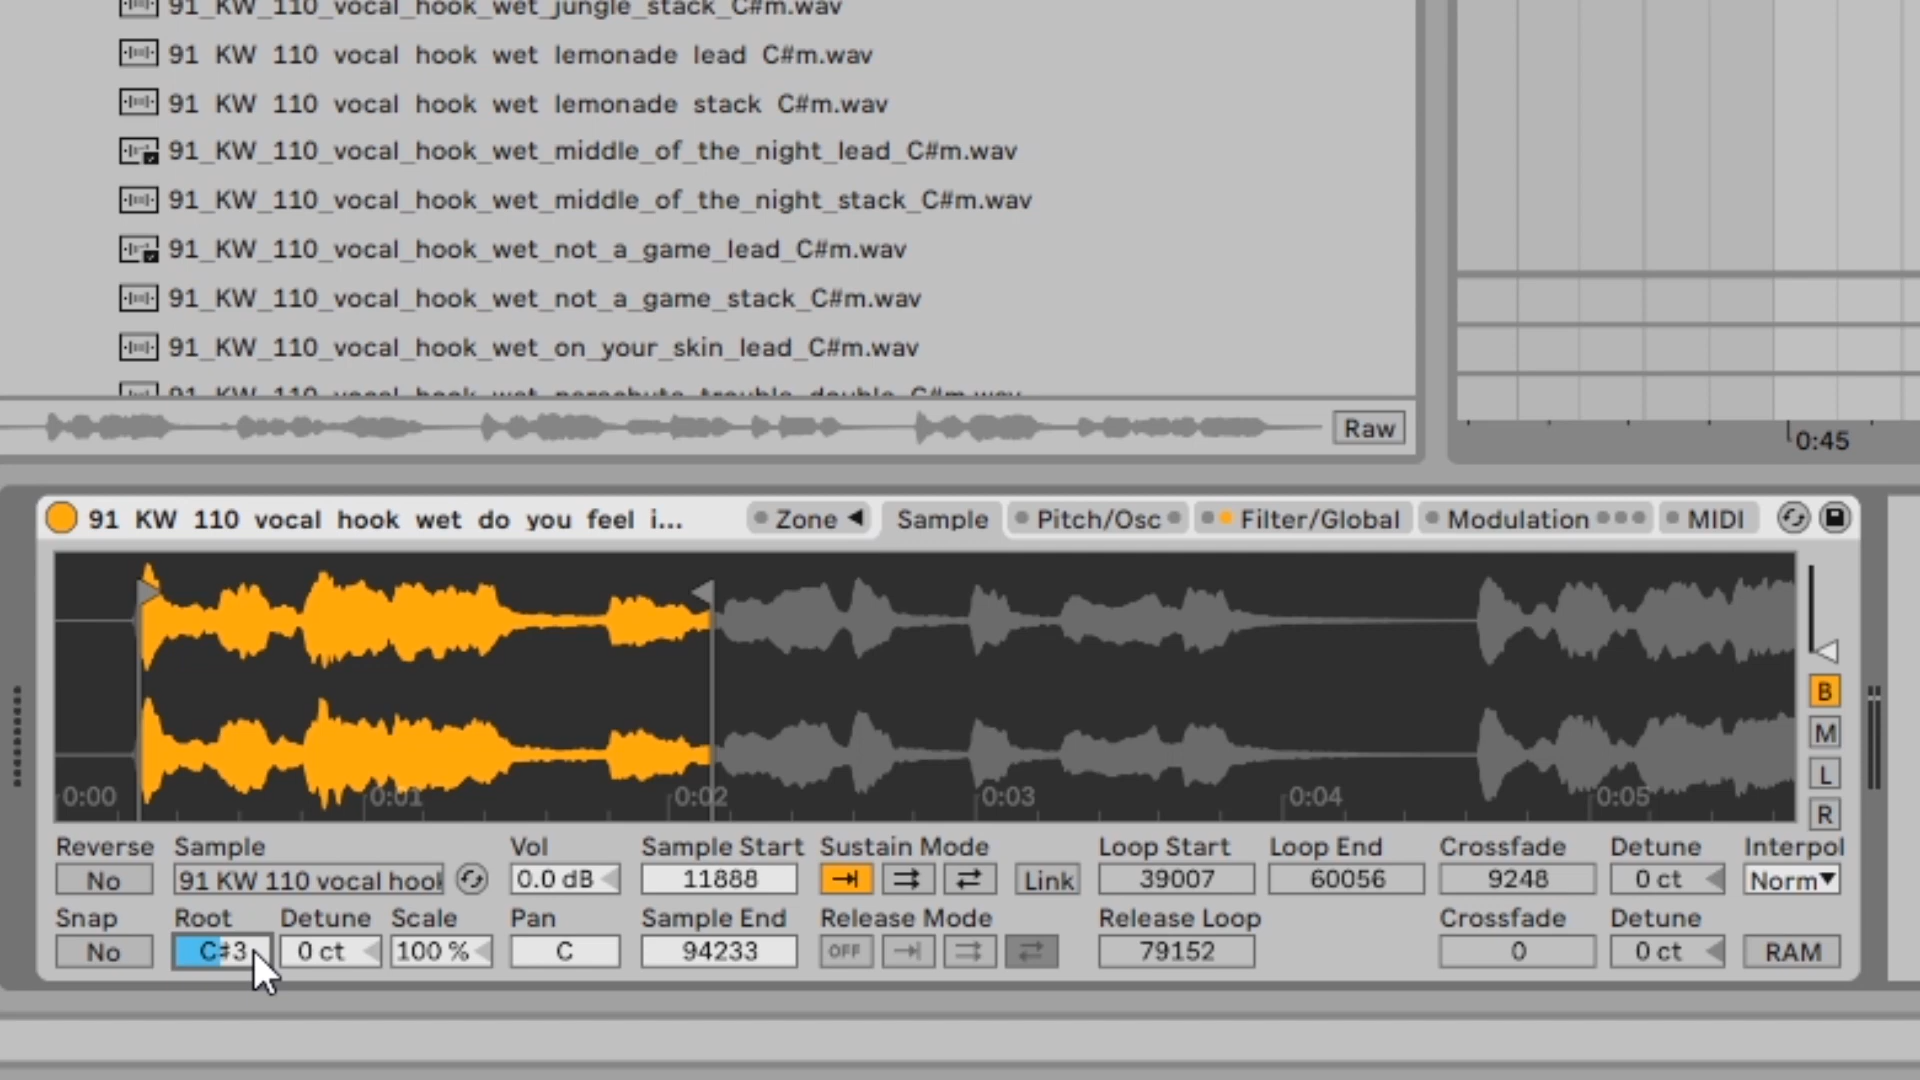 91_KW_110_vocal_hook_wet_jungle_stack_C#m.wav
91 KW 110 vocal hook wet lemonade lead C#m.wav
91 KW 110 vocal hook wet lemonade stack C#m.wav
91_KW_110_vocal_hook_wet_middle_of_the_night_lead_C#m.wav
91_KW_110_vocal_hook_wet_middle_of_the_night_stack_C#m.wav
91_KW_110_vocal_hook_wet_not_a_game_lead_C#m.wav
91_KW_110_vocal_hook_wet_not_a_game_stack_C#m.wav
91_KW_110_vocal_hook_wet_on_your_skin_lead_C#m.wav
91_KW_110_vocal_hook_wet_parachute_trouble_double_C#m.wav
Raw
0:45
91 KW 110 vocal hook wet do you feel i...
Zone Sample Pitch/Osc Filter/Global Modulation MIDI
B
M
L
R
0:00 0:01 0:02 0:03 0:04 0:05
Reverse Sample Vol Sample Start Sustain Mode Loop Start Loop End Crossfade Detune Interpol
No 91 KW 110 vocal hook 0.0 dB 11888 Link 39007 60056 9248 0 ct Norm
Snap Root Detune Scale Pan Sample End Release Mode Release Loop Crossfade Detune
No C#3 0 ct 100 % C 94233 OFF 79152 0 0 ct RAM